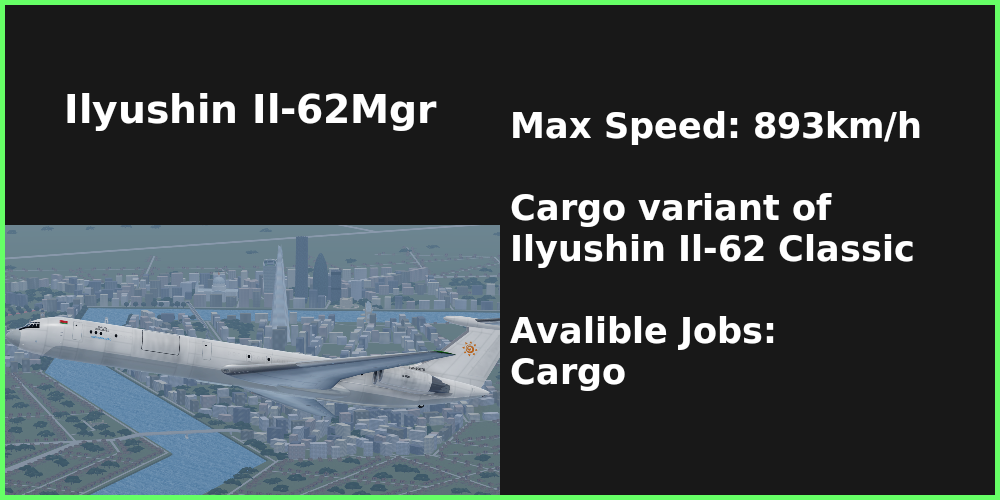 Ilyushin Il-62Mgr
Max Speed: 893km/h
Cargo variant of
Ilyushin Il-62 Classic
Avalible Jobs:
Cargo